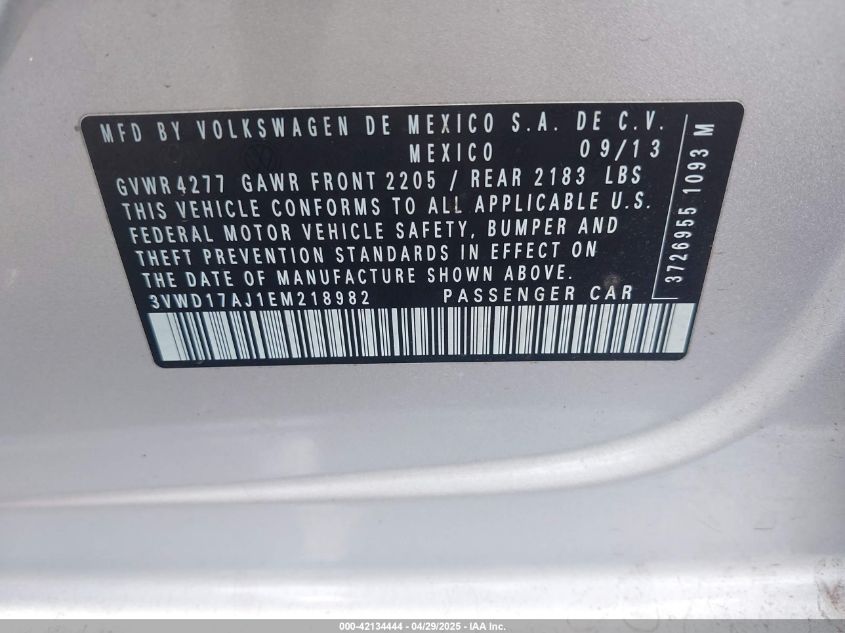 MFD BY VOLKSWAGEN DE MEXICO S.A. DE C.V.
MEXICO 09/13
GVWR 4277 GAWR FRONT 2205 / REAR 2183 LBS
THIS VEHICLE CONFORMS TO ALL APPLICABLE U.S.
FEDERAL MOTOR VEHICLE SAFETY, BUMPER AND
THEFT PREVENTION STANDARDS IN EFFECT ON
THE DATE OF MANUFACTURE SHOWN ABOVE.
3VWD17AJ1EM218982 PASSENGER CAR
3726955 1093 M
000-42134444 - 04/29/2025 - IAA Inc.